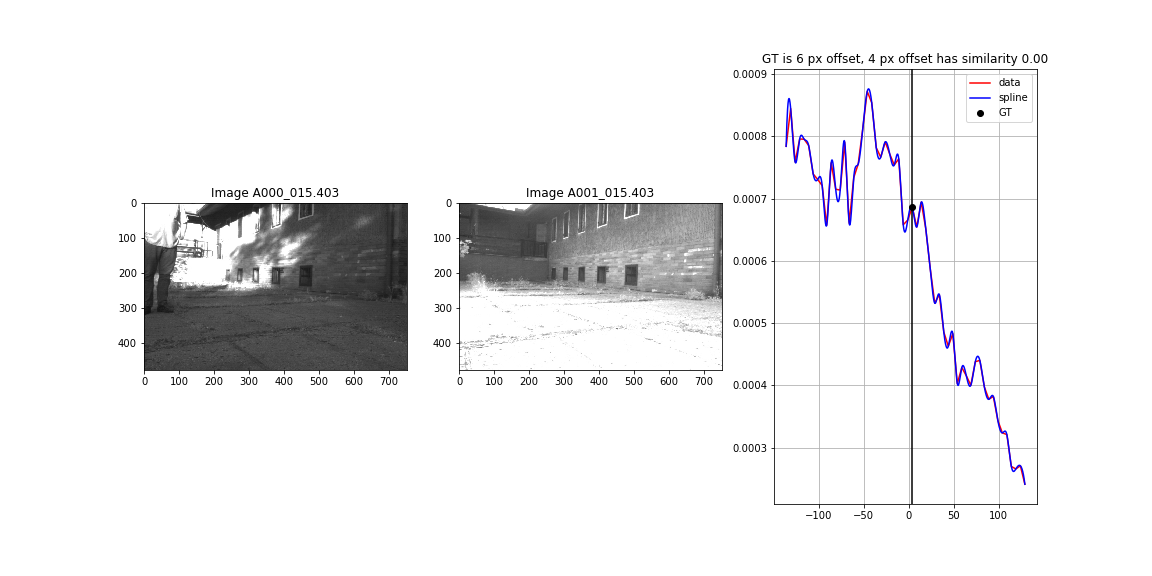 Image A000_015.403
0
100
200
300
400
0 100 200 300 400 500 600 700
Image A001_015.403
0
100
200
300
400
0 100 200 300 400 500 600 700
GT is 6 px offset, 4 px offset has similarity 0.00
data
spline
GT
0.0009
0.0008
0.0007
0.0006
0.0005
0.0004
0.0003
−100 −50 0 50 100